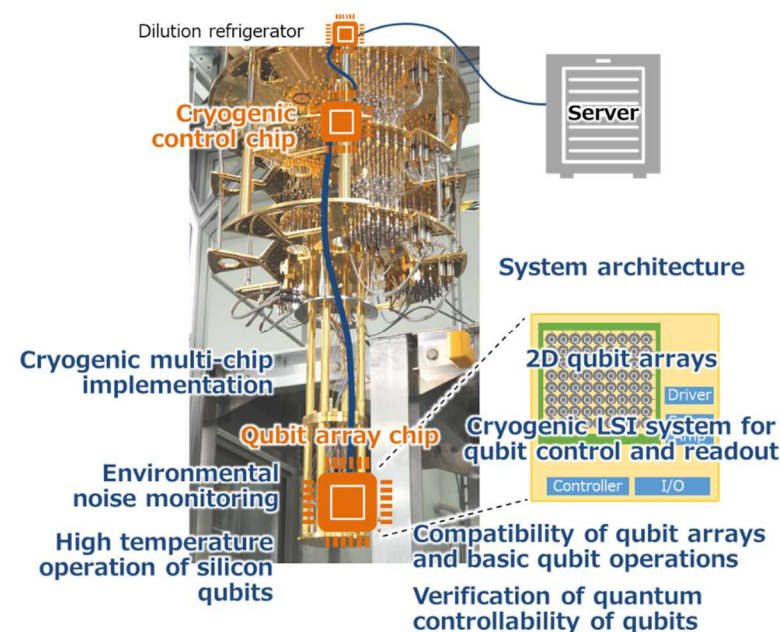 Dilution refrigerator
Cryogenic
control chip
Server
System architecture
Cryogenic multi-chip
implementation
2D qubit arrays
Driver
Qubit array chip
Cryogenic LSI system for
qubit control and readout
Environmental
noise monitoring
Controller
I/O
High temperature
operation of silicon
qubits
Compatibility of qubit arrays
and basic qubit operations
Verification of quantum
controllability of qubits